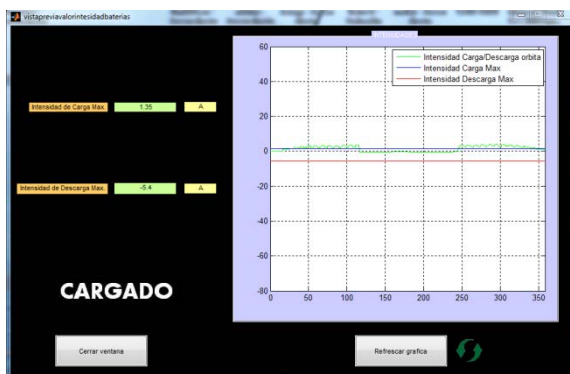 vistapreviavalorintesidadbaterias
60
Intensidad Carga/Descarga orbita
Intensidad Carga Max
Intensidad Descarga Max
40
20
0
-20
-40
-60
-80
0 50 100 150 200 250 300 350
Intensidad de Carga Max. 1.35 A
Intensidad de Descarga Max. -5.4 A
CARGADO
Cerrar ventana
Refrescar grafica